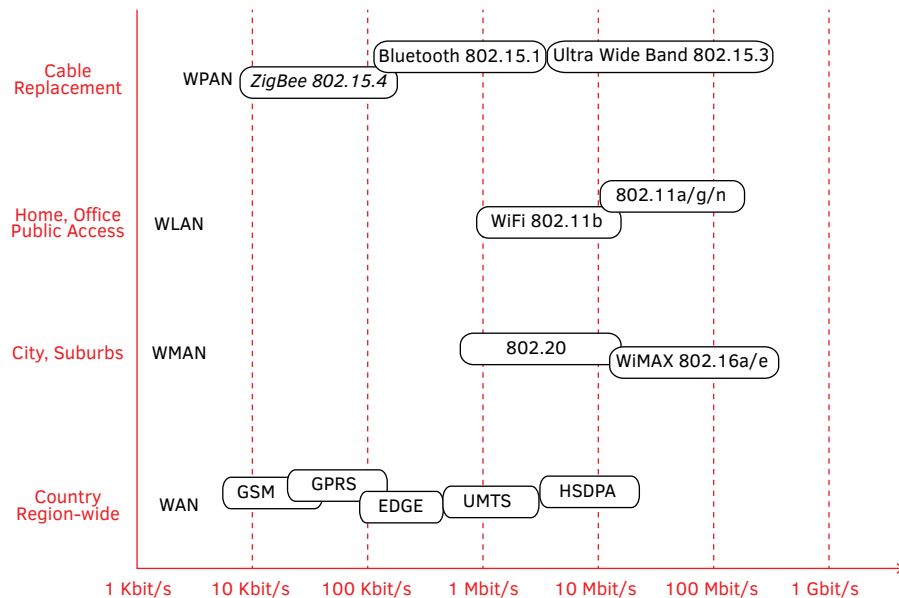 Cable
Replacement
WPAN
ZigBee 802.15.4
Bluetooth 802.15.1
Ultra Wide Band 802.15.3
Home, Office
Public Access
WLAN
WiFi 802.11b
802.11a/g/n
City, Suburbs
WMAN
802.20
WiMAX 802.16a/e
Country
Region-wide
WAN
GSM
GPRS
EDGE
UMTS
HSDPA
1 Kbit/s
10 Kbit/s
100 Kbit/s
1 Mbit/s
10 Mbit/s
100 Mbit/s
1 Gbit/s